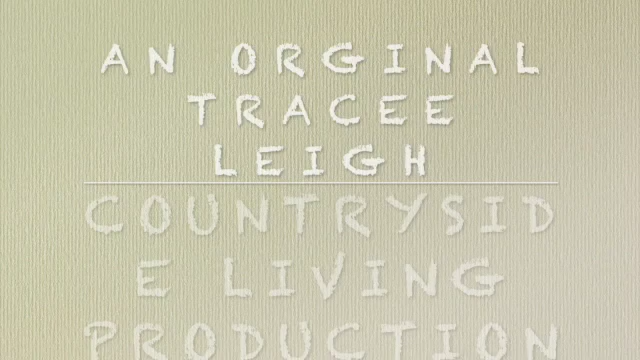 AN ORGINAL
TRACEE
LEIGH
COUNTRYSID
E LIVING
PRODUCTION